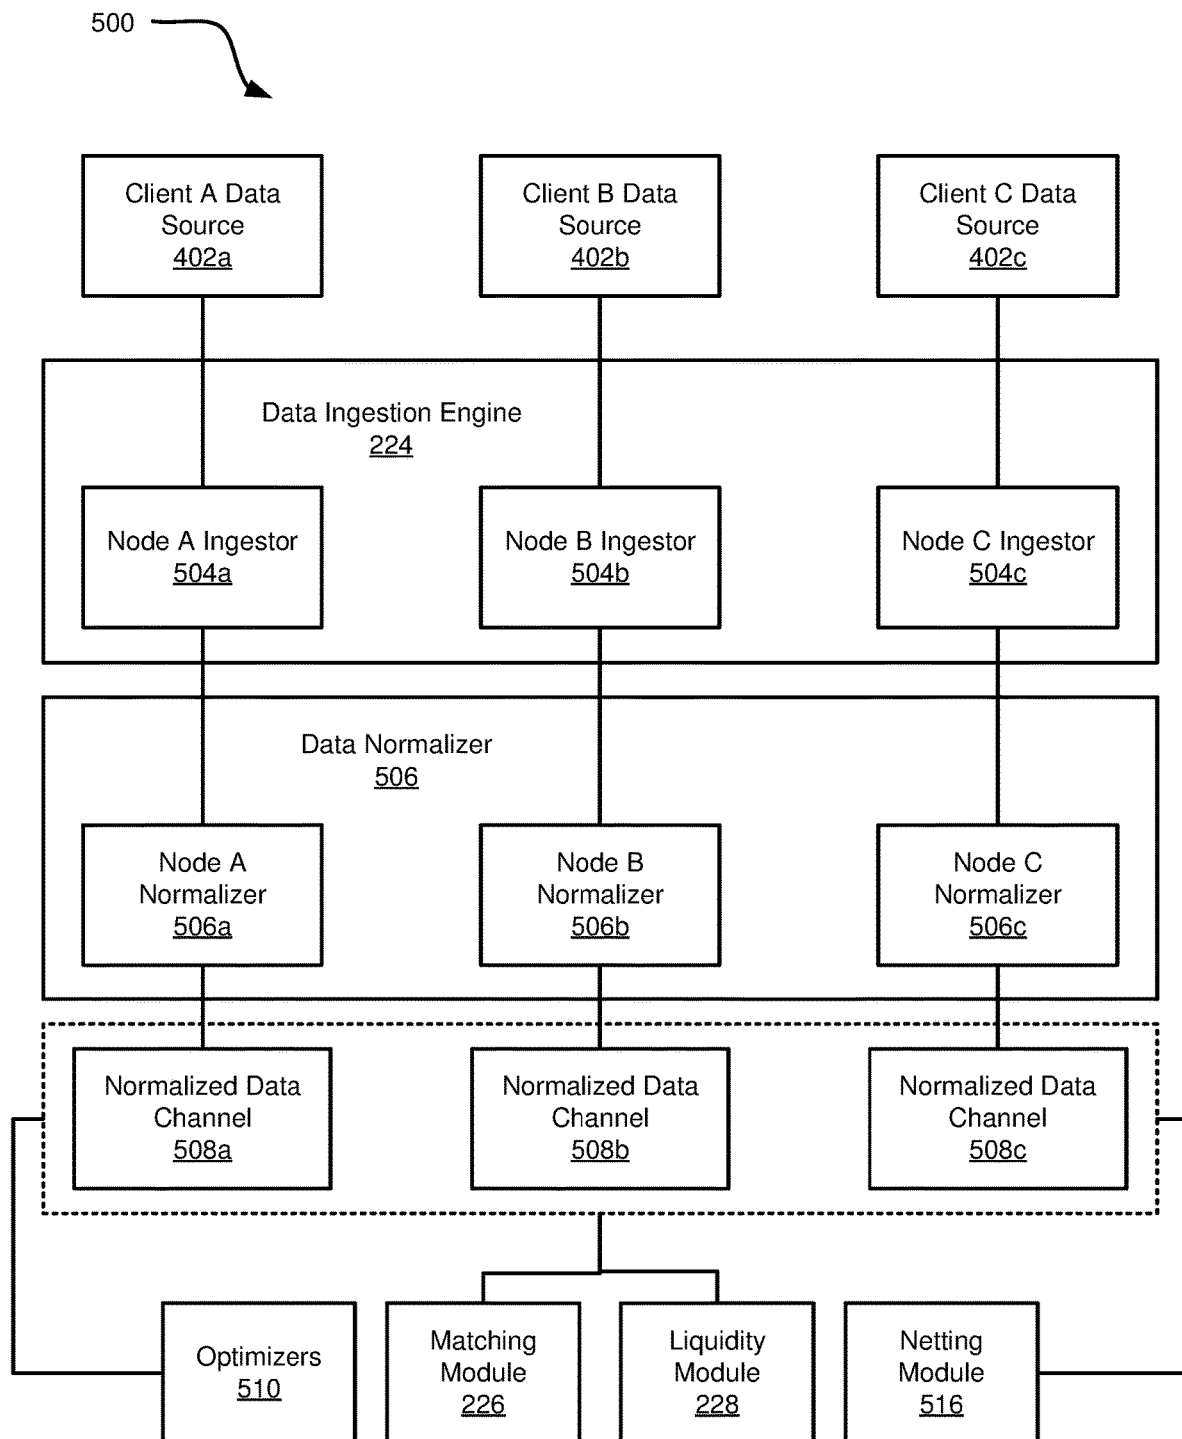 500
Client A Data
Source
402a
Client B Data
Source
402b
Client C Data
Source
402c
Data Ingestion Engine
224
Node A Ingestor
504a
Node B Ingestor
504b
Node C Ingestor
504c
Data Normalizer
506
Node A
Normalizer
506a
Node B
Normalizer
506b
Node C
Normalizer
506c
Normalized Data
Channel
508a
Normalized Data
Channel
508b
Normalized Data
Channel
508c
Optimizers
510
Matching
Module
226
Liquidity
Module
228
Netting
Module
516